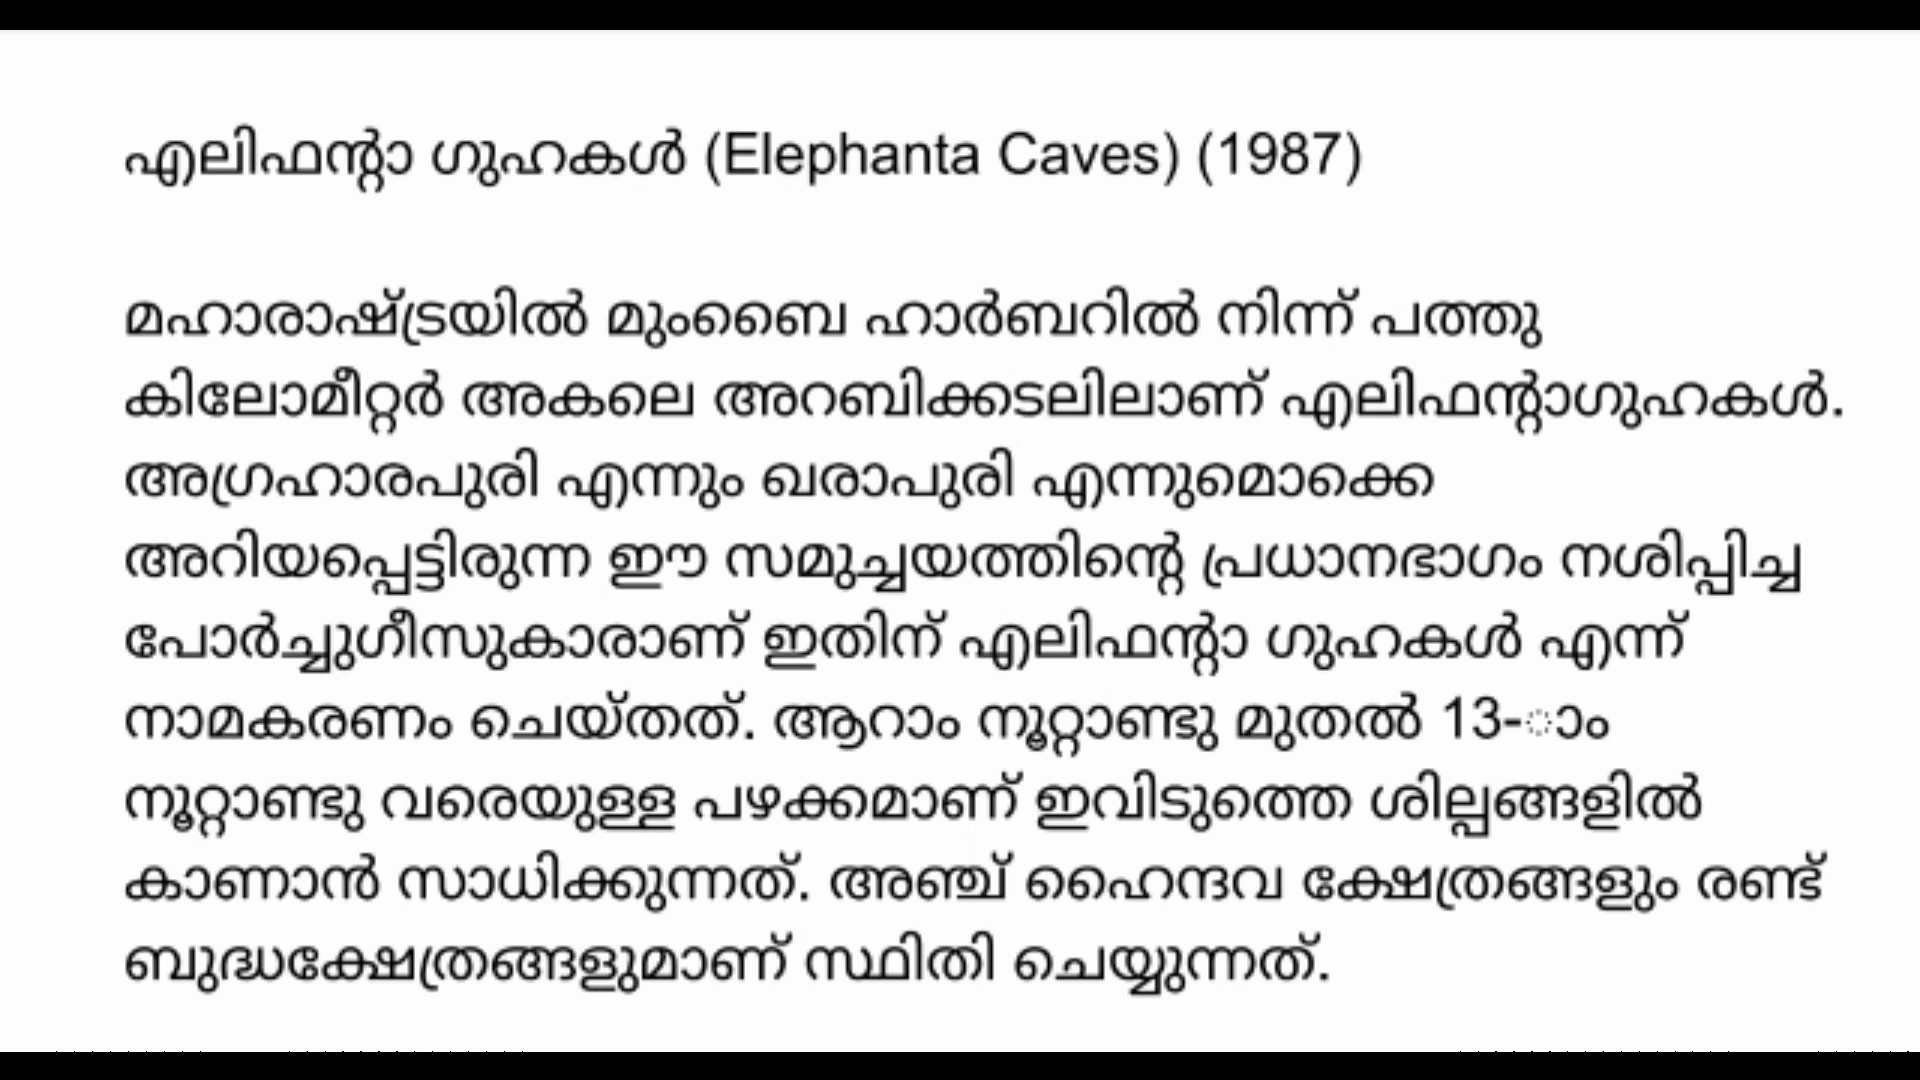 എലിഫന്റാ ഗുഹകൾ (Elephanta Caves) (1987)
മഹാരാഷ്ട്രയിൽ മുംബൈ ഹാർബറിൽ നിന്ന് പത്തു
കിലോമീറ്റർ അകലെ അറബിക്കടലിലാണ് എലിഫന്റാഗുഹകൾ.
അഗ്രഹാരപുരി എന്നും ഖരാപുരി എന്നുമൊക്കെ
അറിയപ്പെട്ടിരുന്ന ഈ സമുച്ചയത്തിന്റെ പ്രധാനഭാഗം നശിപ്പിച്ച
പോർച്ചുഗീസുകാരാണ് ഇതിന് എലിഫന്റാ ഗുഹകൾ എന്ന്
നാമകരണം ചെയ്തത്. ആറാം നൂറ്റാണ്ടു മുതൽ 13-ാം
നൂറ്റാണ്ടു വരെയുള്ള പഴക്കമാണ് ഇവിടുത്തെ ശില്പങ്ങളിൽ
കാണാൻ സാധിക്കുന്നത്. അഞ്ച് ഹൈന്ദവ ക്ഷേത്രങ്ങളും രണ്ട്
ബുദ്ധക്ഷേത്രങ്ങളുമാണ് സ്ഥിതി ചെയ്യുന്നത്.